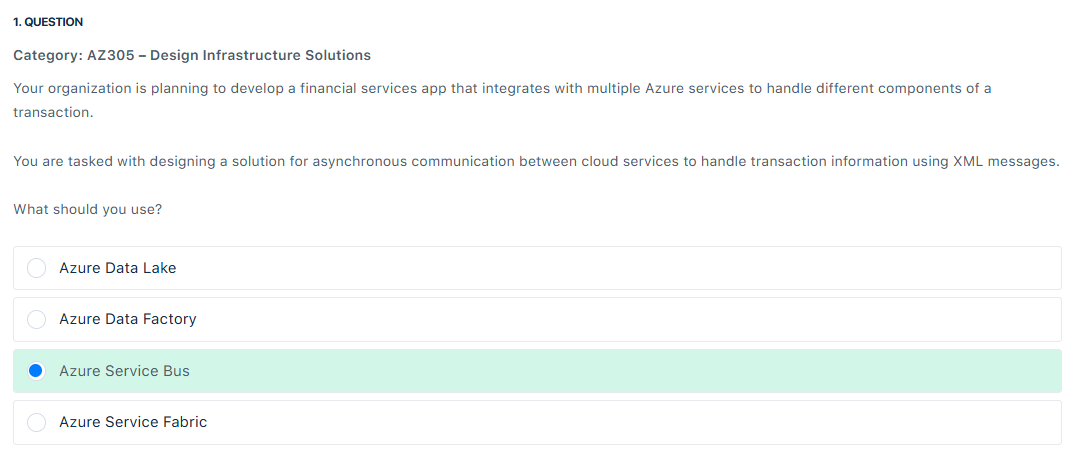 1. QUESTION
Category: AZ305 – Design Infrastructure Solutions
Your organization is planning to develop a financial services app that integrates with multiple Azure services to handle different components of a
transaction.
You are tasked with designing a solution for asynchronous communication between cloud services to handle transaction information using XML messages.
What should you use?
Azure Data Lake
Azure Data Factory
Azure Service Bus
Azure Service Fabric